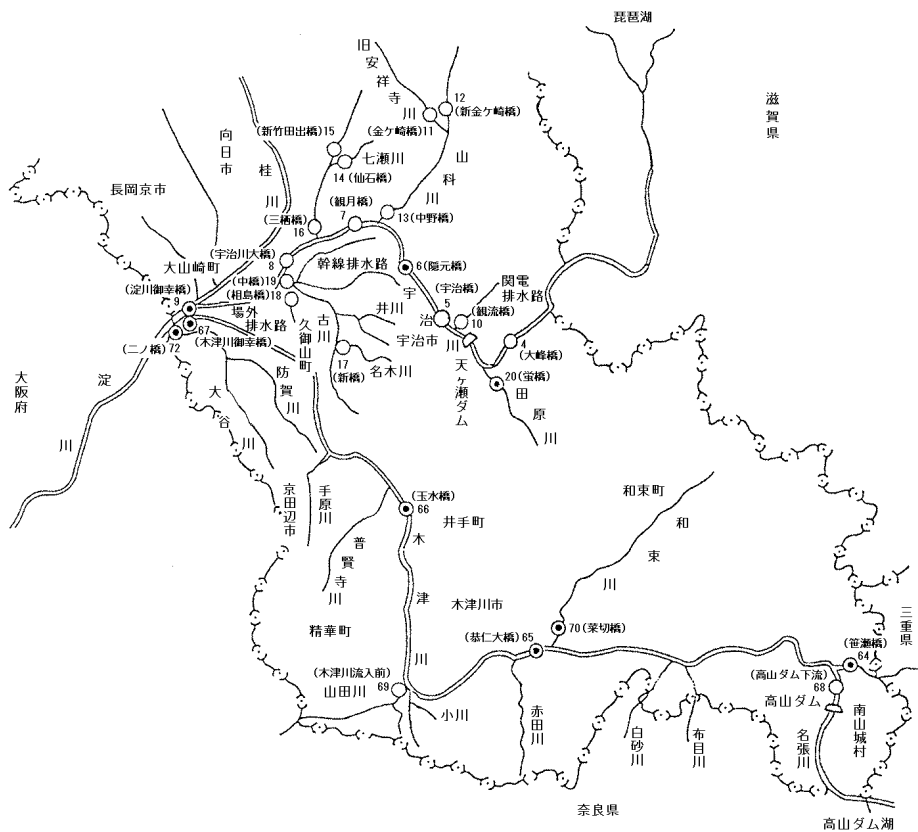 琵琶湖
滋賀県
旧安祥寺川
12
(新金ケ崎橋)
(金ケ崎橋)11
(新竹田出橋)15
七瀬川
14(仙石橋)
山科川
向日市
桂川
長岡京市
(観月橋)
7
13(中野橋)
(三栖橋)
16
(宇治川大橋)
8
幹線排水路
6(隠元橋)
大山崎町
(中橋)19
(相島橋)18
(淀川御幸橋)
9
場外
排水路
67
(木津川御幸橋)
(二ノ橋)
72
久御山町
古川
井川
宇治市
宇治川
(宇治橋)
5
関電
排水路
(観流橋)
10
4
(大峰橋)
天ヶ瀬ダム
20(蛍橋)
田原川
17
(新橋)
名木川
大阪府
淀川
大谷川
防賀川
京田辺市
手原川
(玉水橋)
66
井手町
和束町
和束川
普賢寺川
木津川
精華町
木津川市
70(菜切橋)
(恭仁大橋)65
三重県
(笹瀬橋)
64
(木津川流入前)
69
山田川
小川
赤田川
白砂川
布目川
(高山ダム下流)
68
高山ダム
名張川
南山城村
奈良県
高山ダム湖